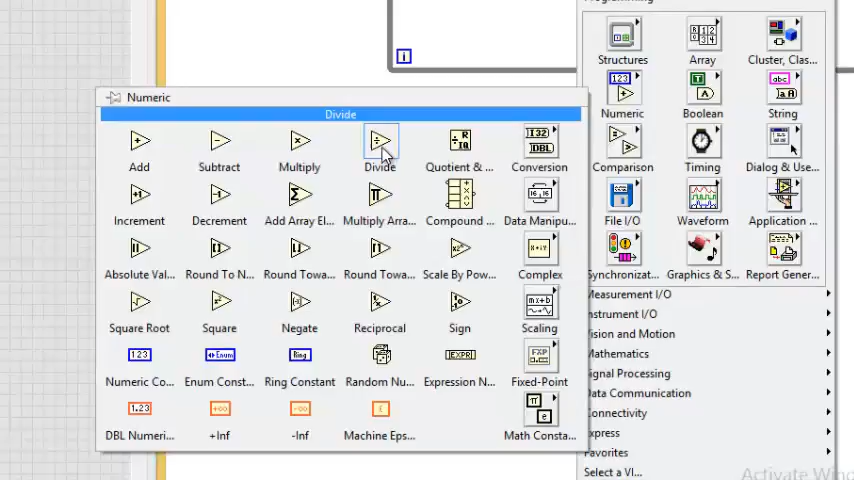 Programming
Structures Array Cluster, Clas...
i
Numeric
Divide
Numeric Boolean String
Add Subtract Multiply Divide Quotient & ... Conversion
Comparison Timing Dialog & Use...
Increment Decrement Add Array El... Multiply Arra... Compound ... Data Manipu...
File I/O Waveform Application ...
Absolute Val... Round To N... Round Towa... Round Towa... Scale By Pow... Complex
Synchronizat... Graphics & S... Report Gener...
Measurement I/O
Instrument I/O
Square Root Square Negate Reciprocal Sign Scaling
Vision and Motion
Mathematics
Signal Processing
Numeric Co... Enum Const... Ring Constant Random Nu... Expression N... Fixed-Point
Data Communication
Connectivity
DBL Numeri... +Inf -Inf Machine Eps... Math Consta...
Express
Favorites
Select a VI...
Activate Wind